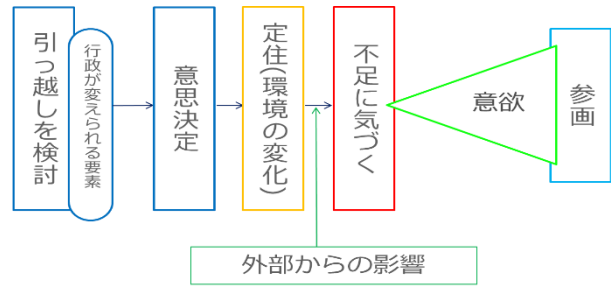 引っ越しを検討
行政が変えられる要素
意思決定
定住(環境の変化)
不足に気づく
意欲
参画
外部からの影響